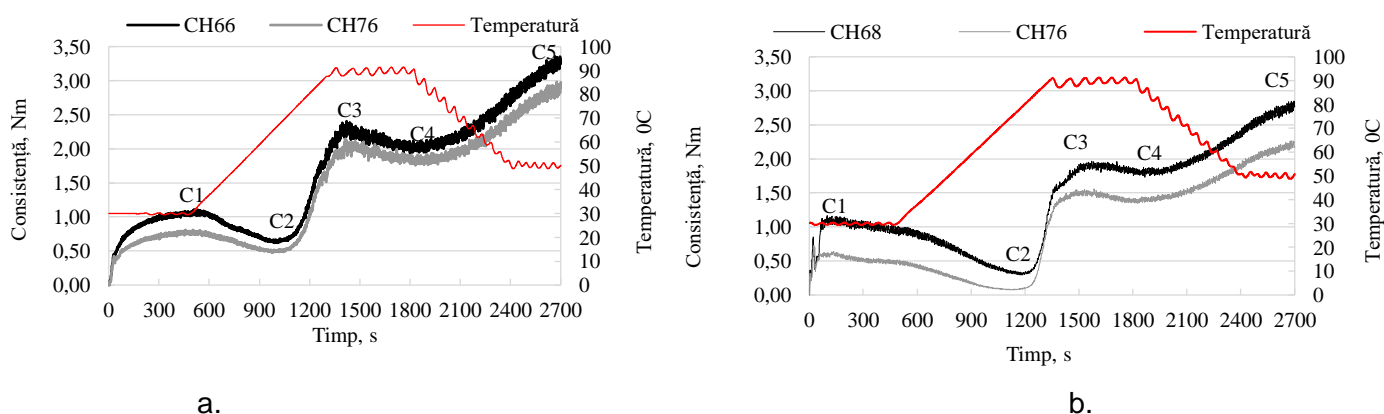 CH66 CH76 Temperatură
3,50
3,00
2,50
2,00
1,50
1,00
0,50
0,00
Consistență, Nm
C1
C2
C3
C4
C5
100
90
80
70
60
50
40
30
20
10
0
Temperatură, 0C
0 300 600 900 1200 1500 1800 2100 2400 2700
Timp, s
a.
CH68 CH76 Temperatură
3,50
3,00
2,50
2,00
1,50
1,00
0,50
0,00
Consistență, Nm
C1
C2
C3
C4
C5
100
90
80
70
60
50
40
30
20
10
0
Temperatură, 0C
0 300 600 900 1200 1500 1800 2100 2400 2700
Timp, s
b.